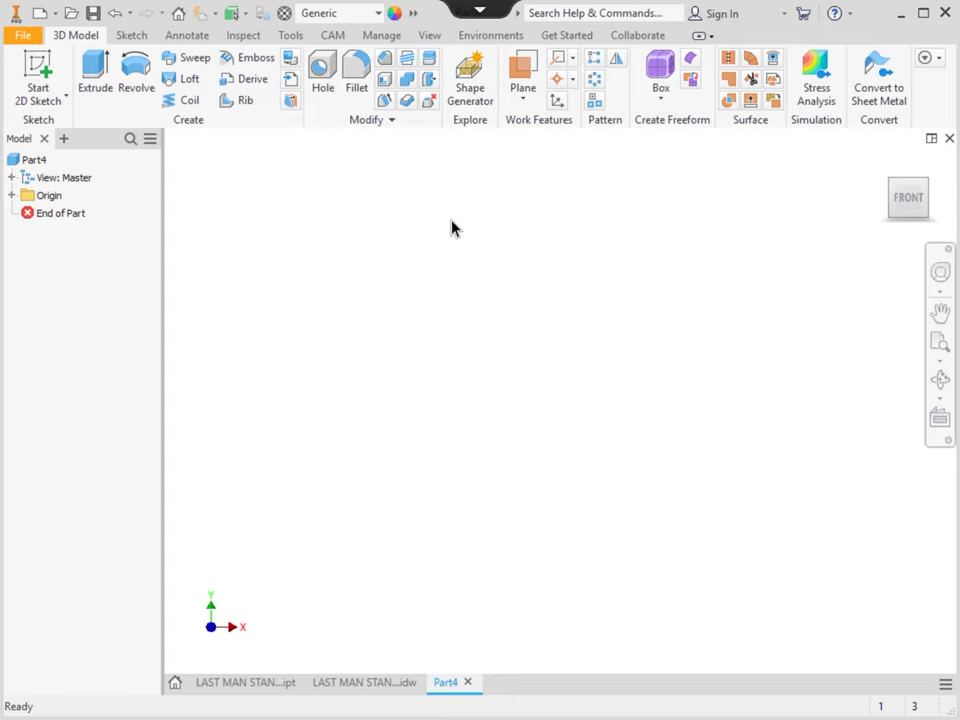 Generic
Search Help & Commands...
Sign In
File
3D Model
Sketch
Annotate
Inspect
Tools
CAM
Manage
View
Environments
Get Started
Collaborate
Start
2D Sketch
Extrude
Revolve
Sweep
Emboss
Loft
Derive
Coil
Rib
Hole
Fillet
Shape
Generator
Plane
Box
Stress
Analysis
Convert to
Sheet Metal
Sketch
Create
Modify
Explore
Work Features
Pattern
Create Freeform
Surface
Simulation
Convert
Model
Part4
View: Master
Origin
End of Part
FRONT
Y
X
LAST MAN STAN...ipt
LAST MAN STAN...idw
Part4
Ready
1
3